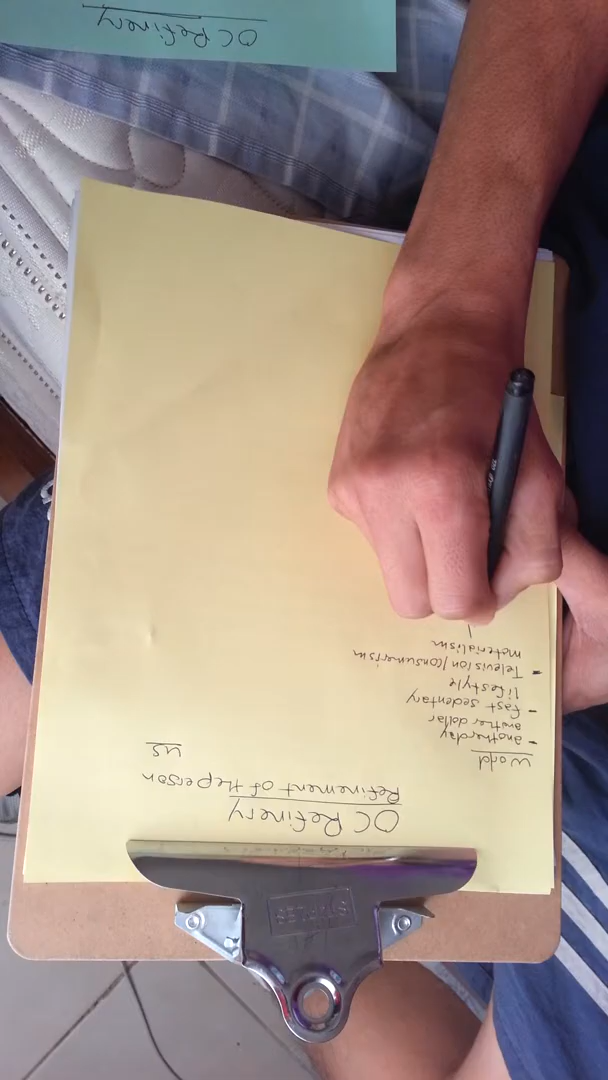 OC Refinery
Refinement of the person
World
- another day
another dollar
- fast sedentary
lifestyle
- Television/consumerism
materialism
us
OC Refinery
STAPLES